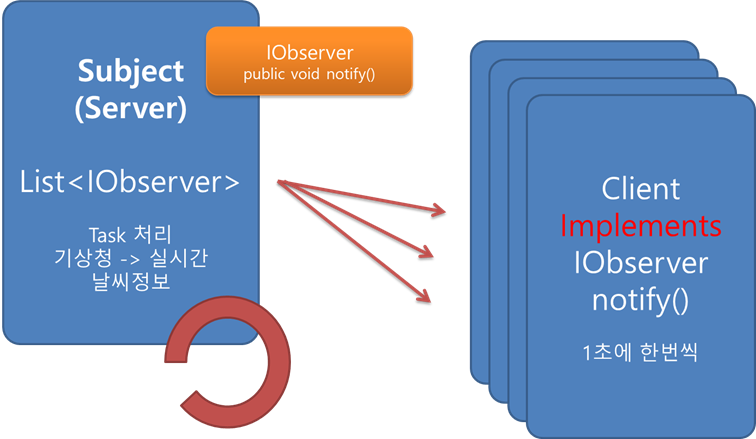 Subject
(Server)
List<IObserver>
Task 처리
기상청 -> 실시간
날씨정보
IObserver
public void notify()
Client
Implements
IObserver
notify()
1초에 한번씩